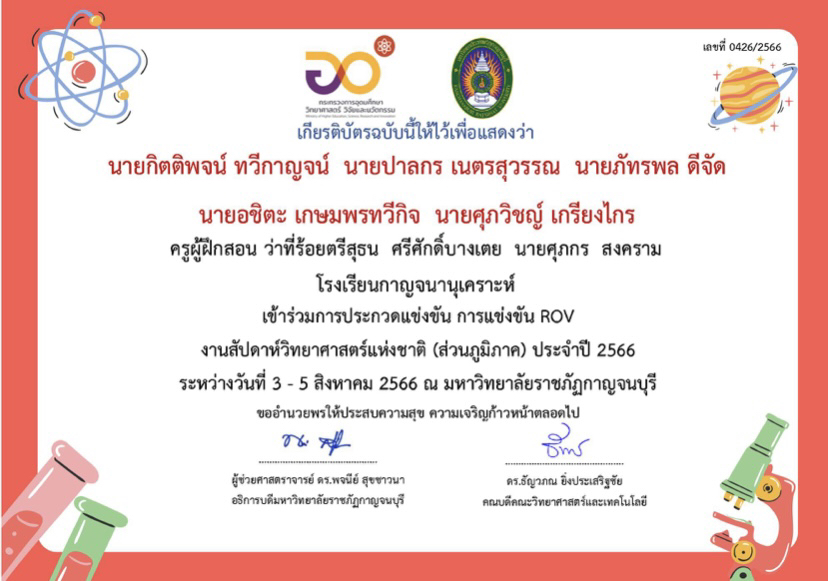 เลขที่ 0426/2566
กระทรวงการอุดมศึกษา
วิทยาศาสตร์ วิจัยและนวัตกรรม
Ministry of Higher Education, Science, Research and Innovation
เกียรติบัตรฉบับนี้ให้ไว้เพื่อแสดงว่า
นายกิตติพจน์ ทวีกาญจน์ นายปาลกร เนตรสุวรรณ นายภัทรพล ดีจัด
นายอชิตะ เกษมพรทวีกิจ นายศุภวิชญ์ เกรียงไกร
ครูผู้ฝึกสอน ว่าที่ร้อยตรีสุธน ศรีศักดิ์บางเตย นายศุภกร สงคราม
โรงเรียนกาญจนานุเคราะห์
เข้าร่วมการประกวดแข่งขัน การแข่งขัน ROV
งานสัปดาห์วิทยาศาสตร์แห่งชาติ (ส่วนภูมิภาค) ประจำปี 2566
ระหว่างวันที่ 3 - 5 สิงหาคม 2566 ณ มหาวิทยาลัยราชภัฏกาญจนบุรี
ขออำนวยพรให้ประสบความสุข ความเจริญก้าวหน้าตลอดไป
ผู้ช่วยศาสตราจารย์ ดร.พจนีย์ สุขชาวนา
อธิการบดีมหาวิทยาลัยราชภัฏกาญจนบุรี
ดร.ธัญวภณ ยิ่งประเสริฐชัย
คณบดีคณะวิทยาศาสตร์และเทคโนโลยี